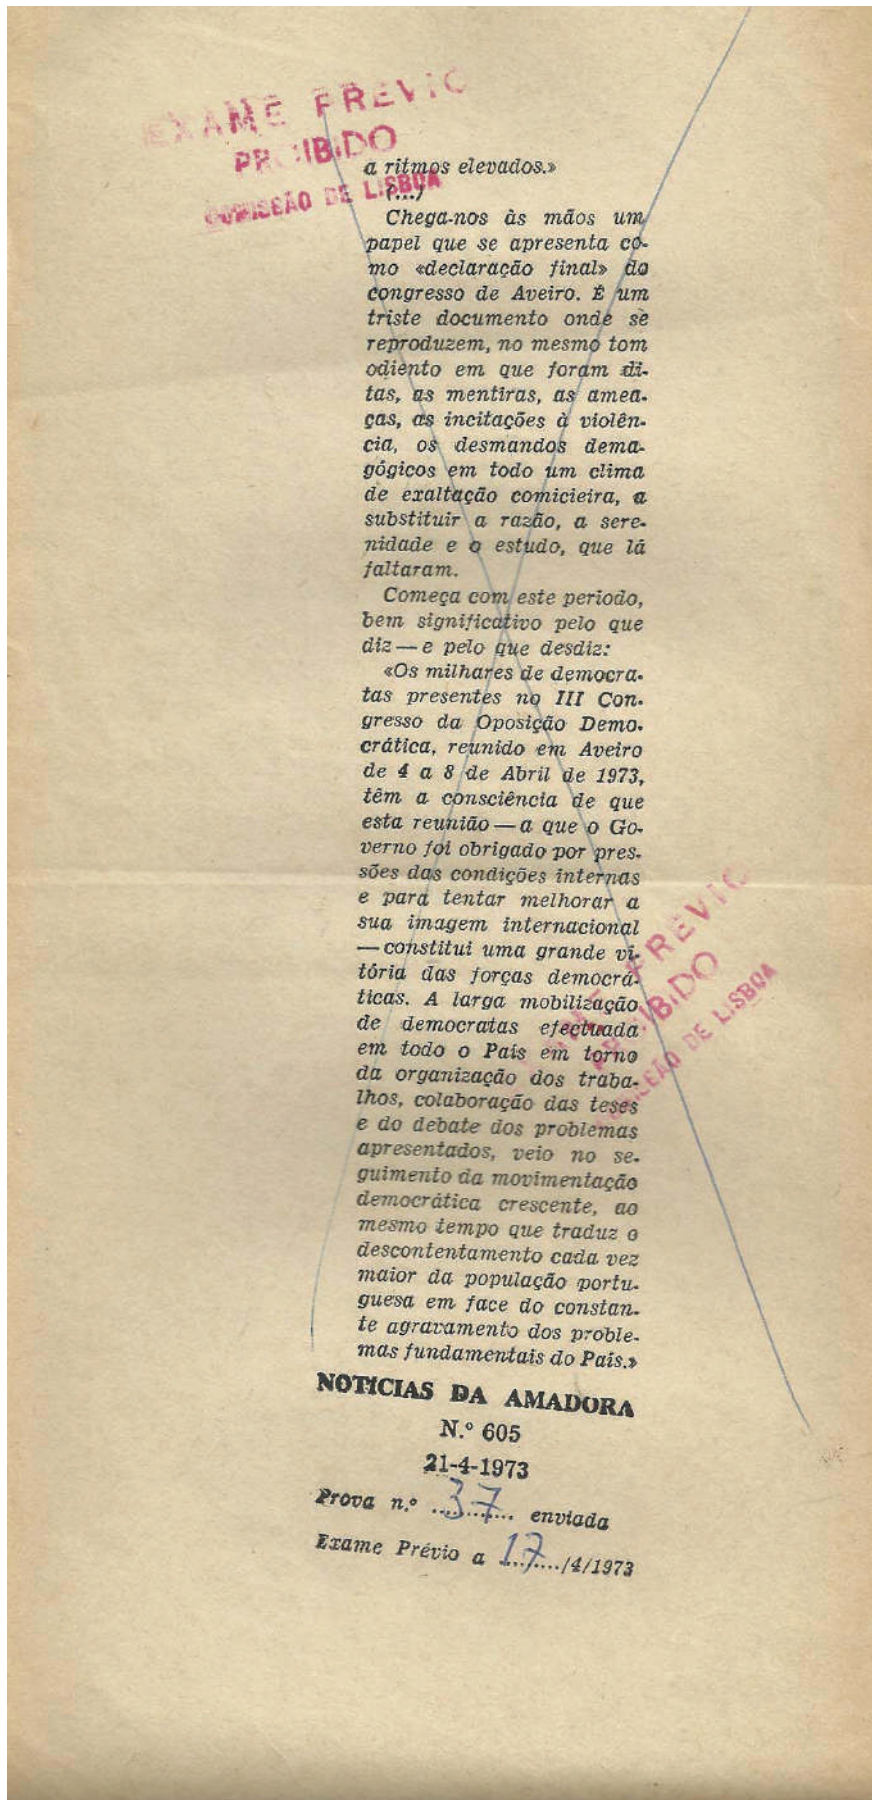 EXAME PREVIO
PROIBIDO
COMISSÃO DE LISBOA
a ritmos elevados.»
(...)
Chega-nos às mãos um
papel que se apresenta co-
mo «declaração final» do
congresso de Aveiro. É um
triste documento onde se
reproduzem, no mesmo tom
odiento em que foram di-
tas, as mentiras, as amea-
ças, as incitações à violên-
cia, os desmandos dema-
gógicos em todo um clima
de exaltação comicieira, a
substituir a razão, a sere-
nidade e o estudo, que lá
faltaram.
Começa com este periodo,
bem significativo pelo que
diz — e pelo que desdiz:
«Os milhares de democra-
tas presentes no III Con-
gresso da Oposição Demo-
crática, reunido em Aveiro
de 4 a 8 de Abril de 1973,
têm a consciência de que
esta reunião — a que o Go-
verno foi obrigado por pres-
sões das condições internas
e para tentar melhorar a
sua imagem internacional
— constitui uma grande vi-
tória das forças democrá-
ticas. A larga mobilização
de democratas efectuada
em todo o País em torno
da organização dos traba-
lhos, colaboração das teses
e do debate dos problemas
apresentados, veio no se-
guimento da movimentação
democrática crescente, ao
mesmo tempo que traduz o
descontentamento cada vez
maior da população portu-
guesa em face do constan-
te agravamento dos proble-
mas fundamentais do País.»
EXAME PREVIO
PROIBIDO
COMISSÃO DE LISBOA
NOTICIAS DA AMADORA
N.º 605
21-4-1973
Prova n.º 37 enviada
Exame Prévio a 17/4/1973